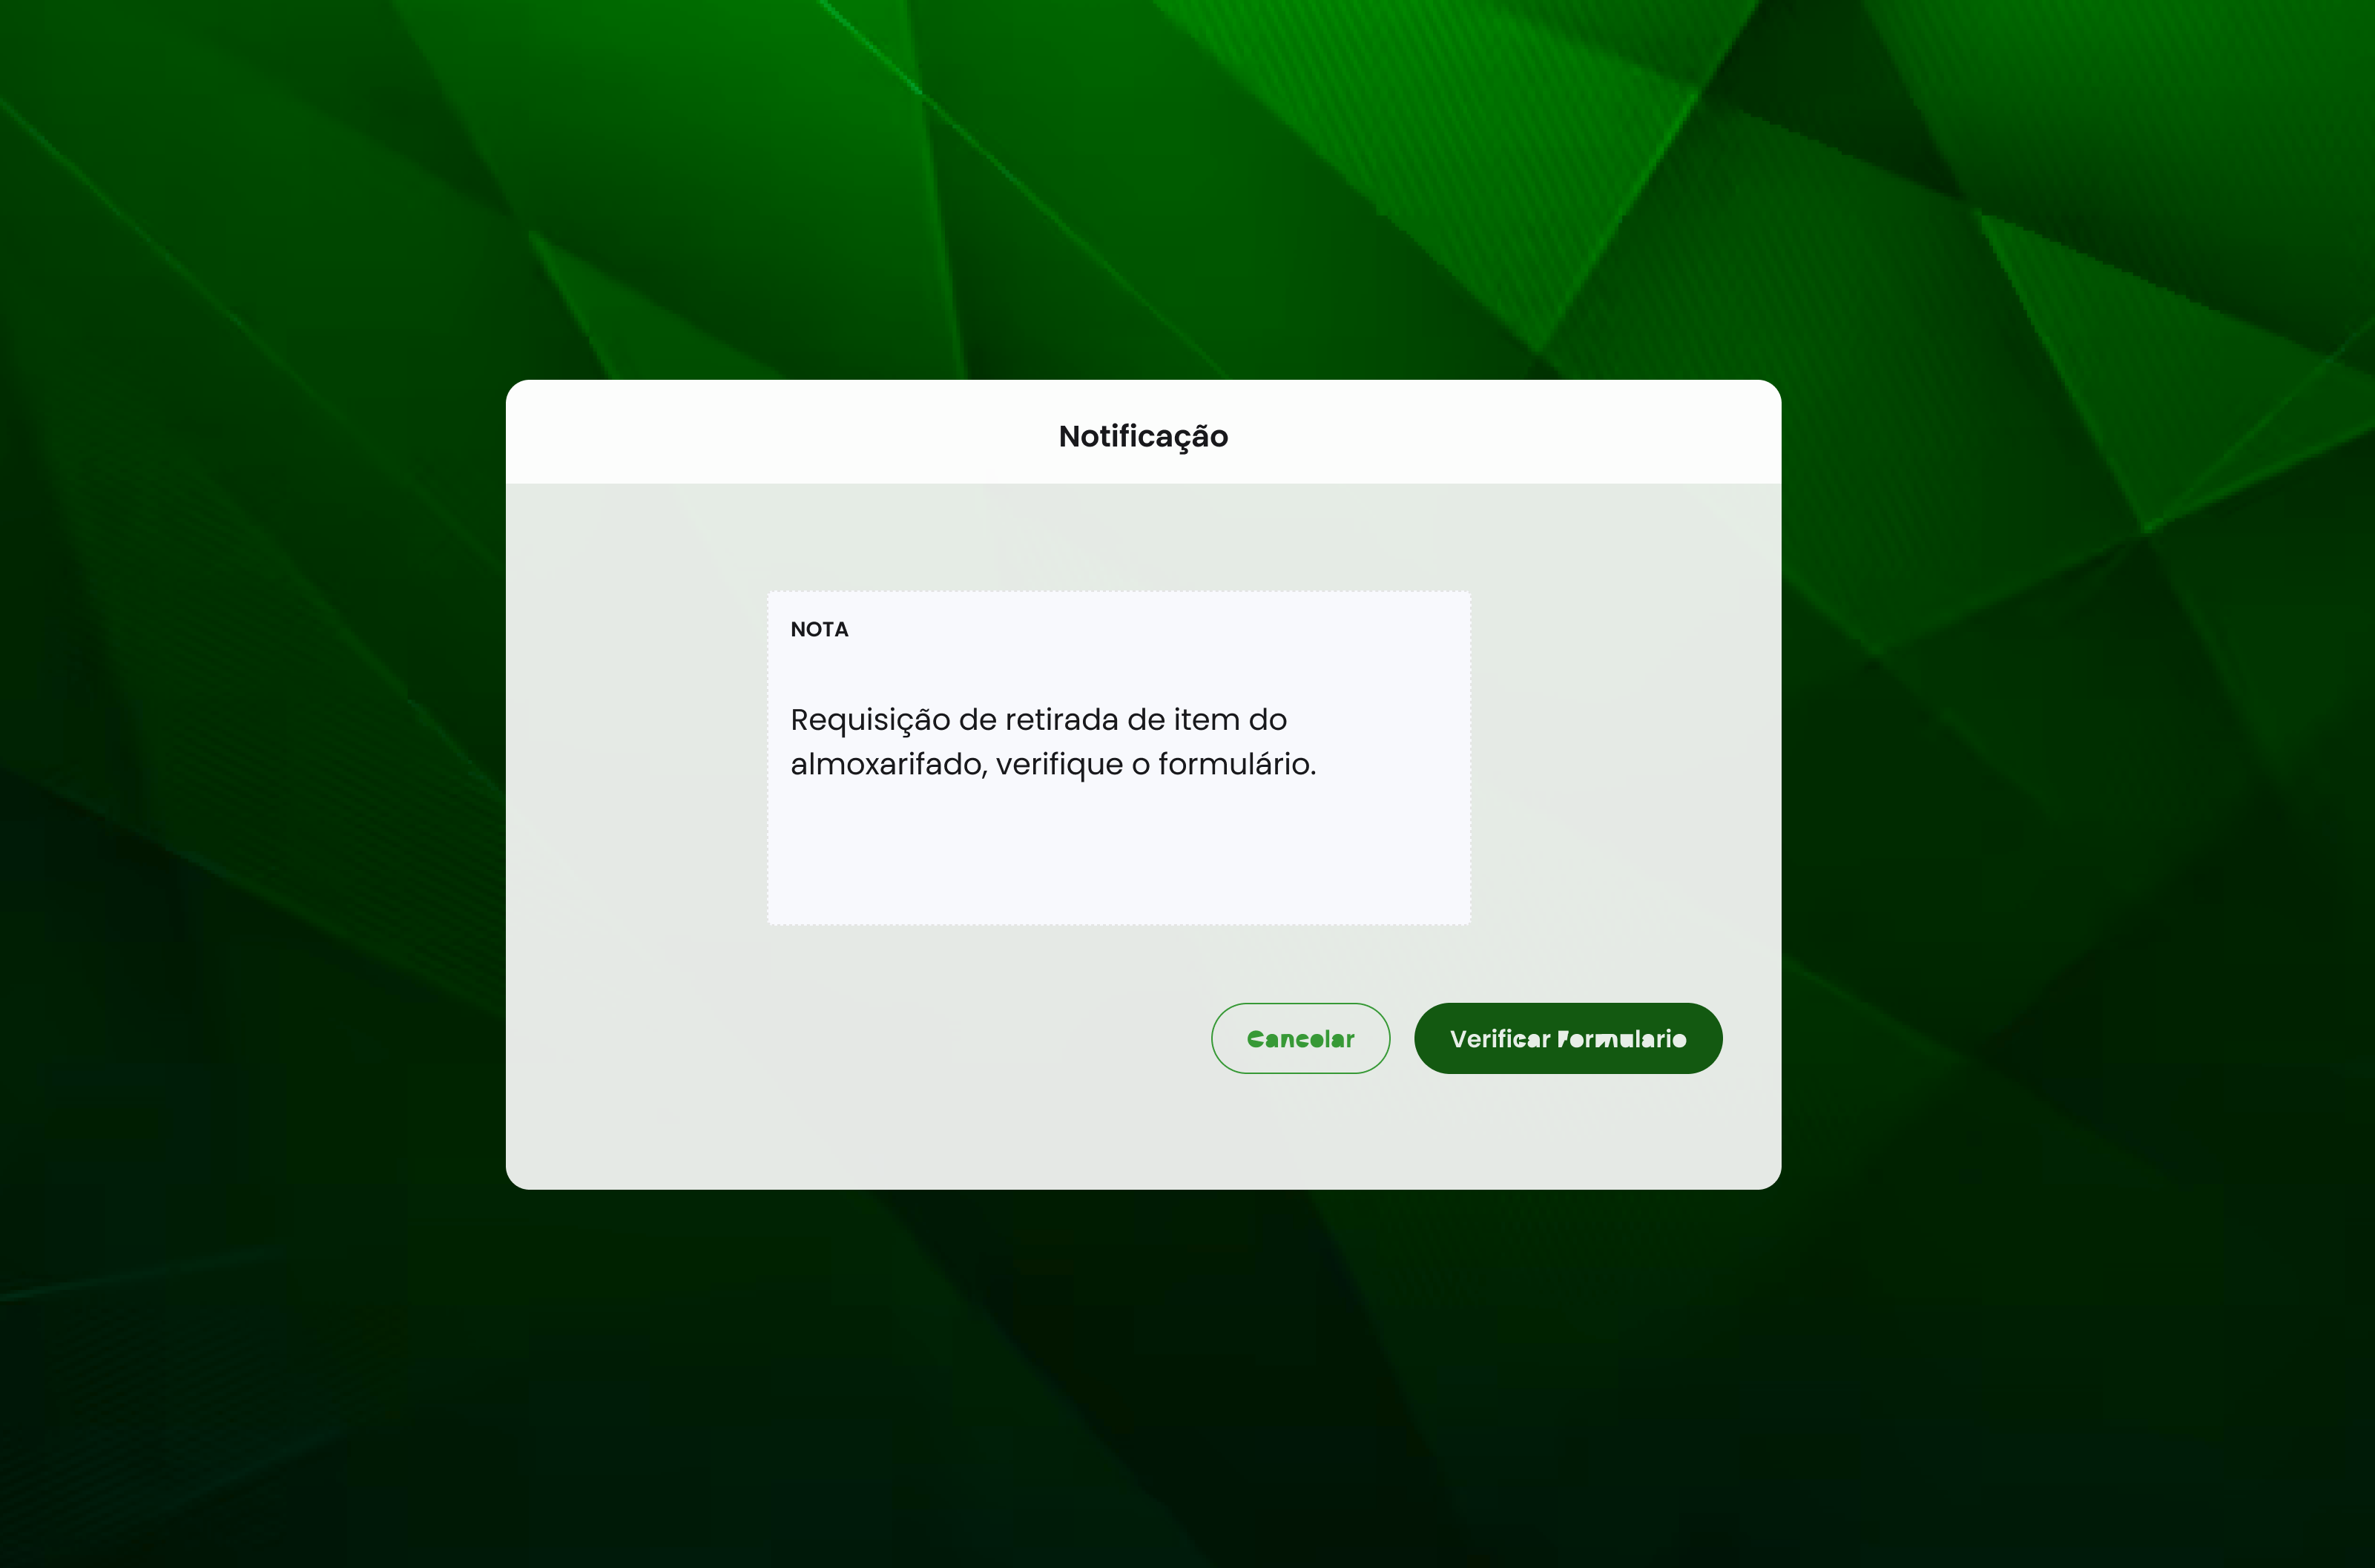 Notificação
NOTA
Requisição de retirada de item do
almoxarifado, verifique o formulário.
Cancelar
Verificar Formulario